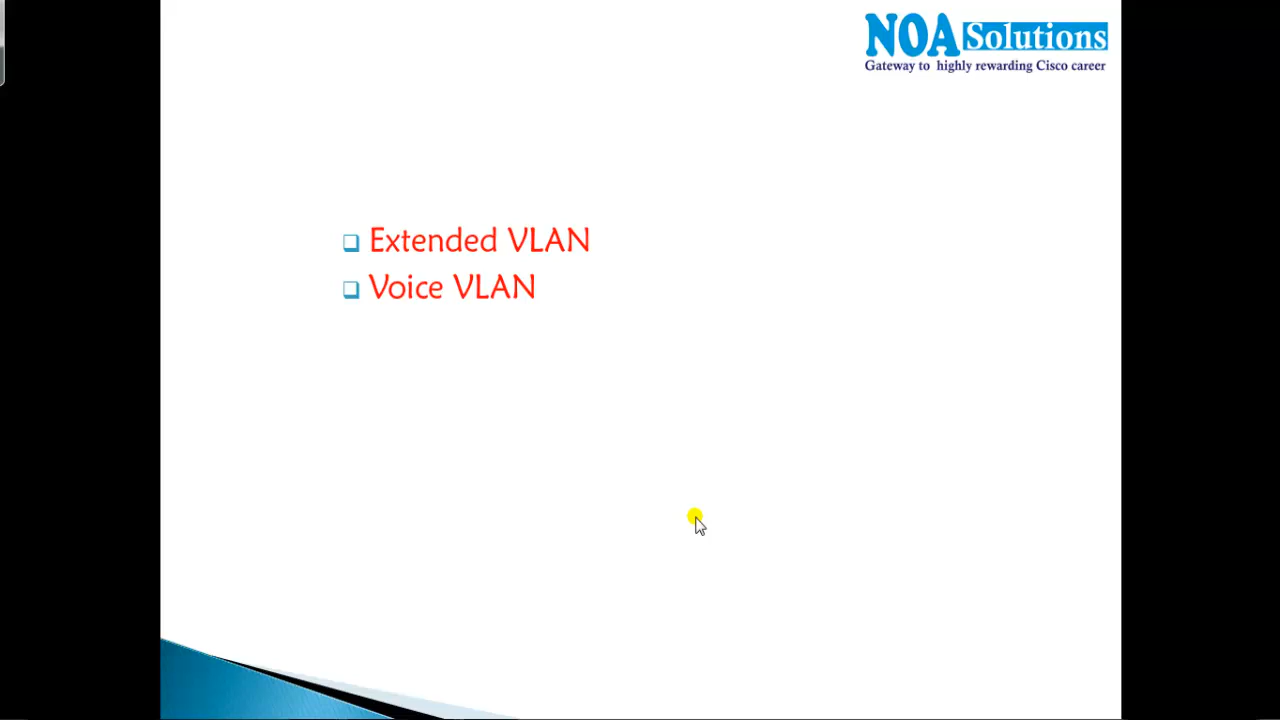 NOA Solutions
Gateway to highly rewarding Cisco career
Extended VLAN
Voice VLAN